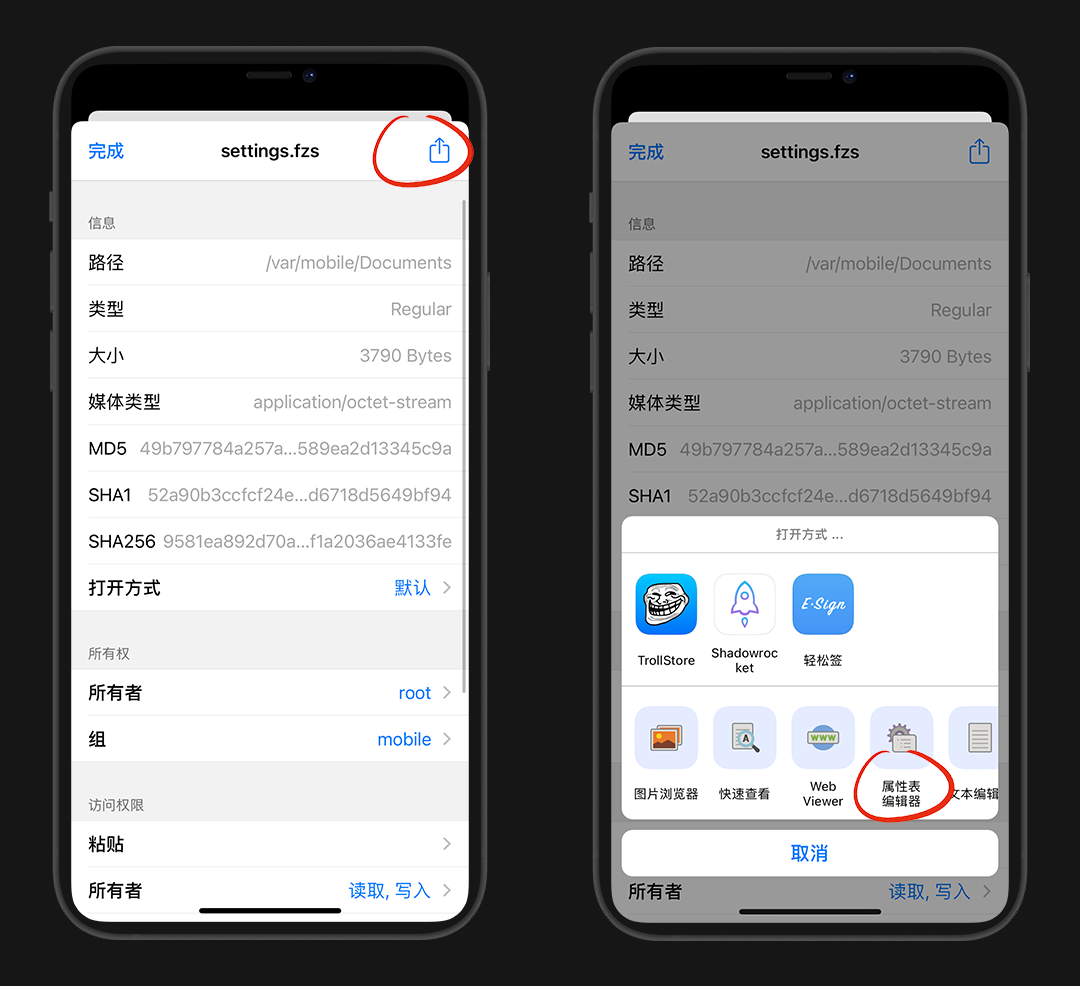 完成
settings.fzs
信息
路径 /var/mobile/Documents
类型 Regular
大小 3790 Bytes
媒体类型 application/octet-stream
MD5 49b797784a257a...589ea2d13345c9a
SHA1 52a90b3ccfcf24e...d6718d5649bf94
SHA256 9581ea892d70a...f1a2036ae4133fe
打开方式 默认
所有权
所有者 root
组 mobile
访问权限
粘贴
所有者 读取, 写入
完成
settings.fzs
信息
路径 /var/mobile/Documents
类型 Regular
大小 3790 Bytes
媒体类型 application/octet-stream
MD5 49b797784a257a...589ea2d13345c9a
SHA1 52a90b3ccfcf24e...d6718d5649bf94
打开方式 ...
E·Sign
TrollStore
Shadowroc
ket
轻松签
A
WWW
图片浏览器
快速查看
Web
Viewer
属性表
编辑器
文本编辑
取消
所有者 读取, 写入